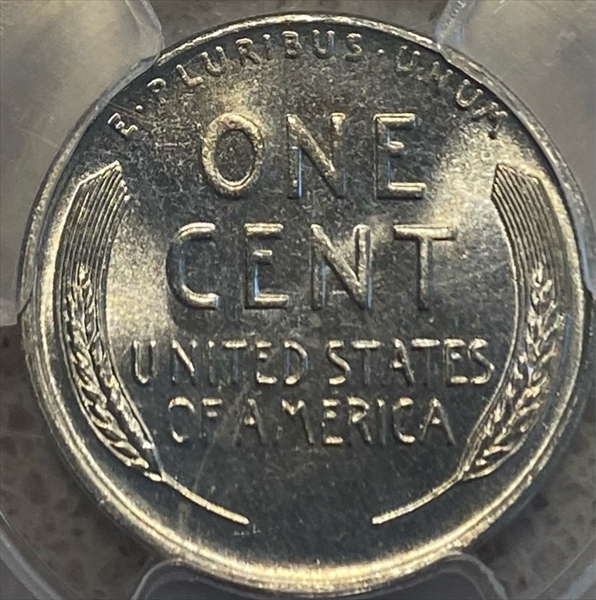 E·PLURIBUS·UNUM
ONE
CENT
UNITED STATES
OF AMERICA